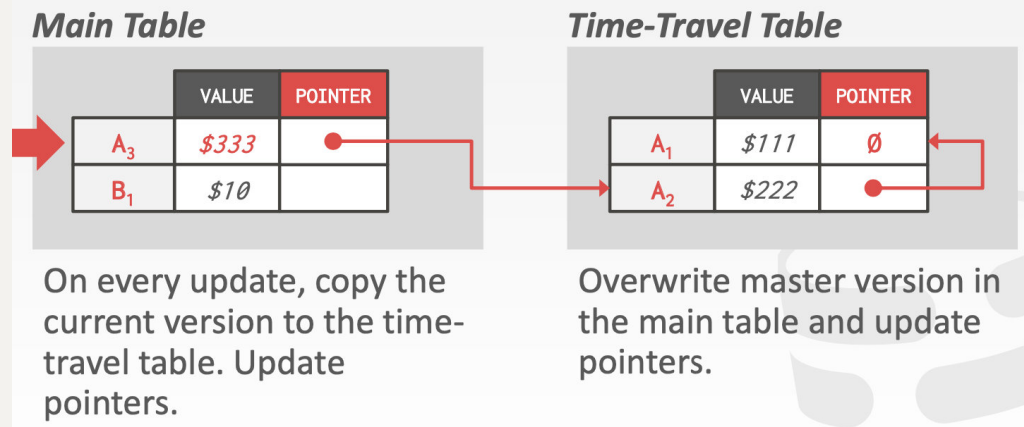 Main Table
VALUE POINTER
A₃ $333
B₁ $10
On every update, copy the
current version to the time-
travel table. Update
pointers.
Time-Travel Table
VALUE POINTER
A₁ $111 Ø
A₂ $222
Overwrite master version in
the main table and update
pointers.